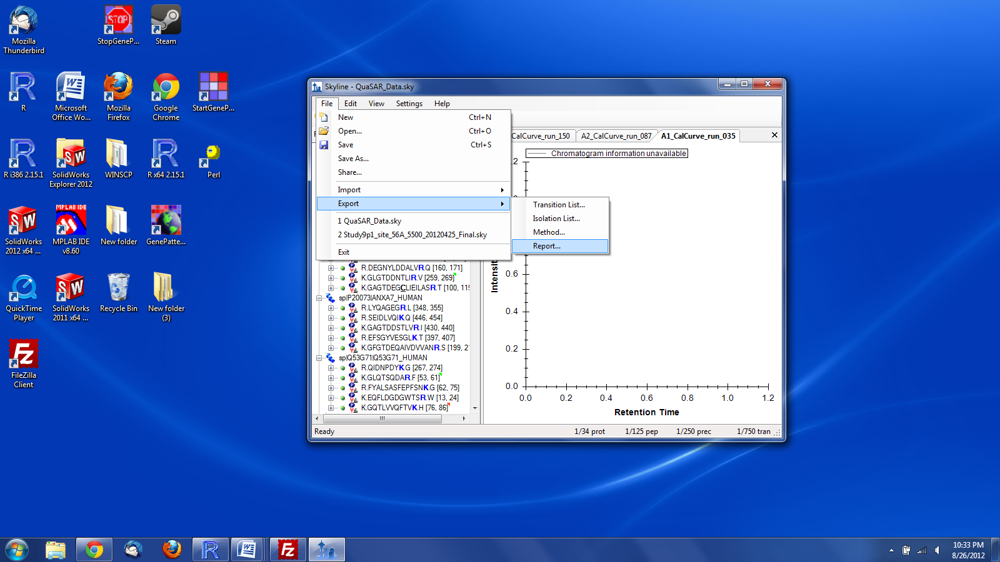 Mozilla
Thunderbird
StopGeneP...
Steam
R
Microsoft
Office Wo...
Mozilla
Firefox
Google
Chrome
StartGeneP...
R i386 2.15.1
SolidWorks
Explorer 2012
WINSCP
R x64 2.15.1
Perl
SolidWorks
2012 x64 ...
MPLAB IDE
v8.60
New folder
GenePatte...
QuickTime
Player
SolidWorks
2011 x64 ...
Recycle Bin
New folder
(3)
FileZilla
Client
STOP
MPLAB IDE
Skyline - QuaSAR_Data.sky
File Edit View Settings Help
New Ctrl+N
Open... Ctrl+O
Save Ctrl+S
Save As...
Share...
Import
Export
1 QuaSAR_Data.sky
2 Study9p1_site_56A_5500_20120425_Final.sky
Exit
Transition List...
Isolation List...
Method...
Report...
CalCurve_run_150 A2_CalCurve_run_087 A1_CalCurve_run_035
Chromatogram information unavailable
R.DEGNYLDDALVR.Q [160, 171]
K.GLGTDDNTLIR.V [259, 269]
K.GAGTDEGCLIEILASR.T [100, 115
sp|P20073|ANXA7_HUMAN
R.LYQAGEGR.L [348, 355]
R.SEIDLVQIK.Q [446, 454]
K.GAGTDDSTLVR.I [430, 440]
R.EFSGYVESGLK.T [397, 407]
K.GFGTDEQAIVDVVANR.S [199, 2
sp|Q53G71|Q53G71_HUMAN
R.QIDNPDYK.G [267, 274]
K.GLQTSQDAR.F [53, 61]
R.FYALSASFEPFSNK.G [62, 75]
K.EQFLDGDGWTSR.W [13, 24]
K.GQTLVVQFTVK.H [76, 86]
.2
Intensit
0.6
0.4
0.2
0.0
0.0 0.2 0.4 0.6 0.8 1.0 1.2
Retention Time
Ready 1/34 prot 1/125 pep 1/250 prec 1/750 tran
10:33 PM
8/26/2012